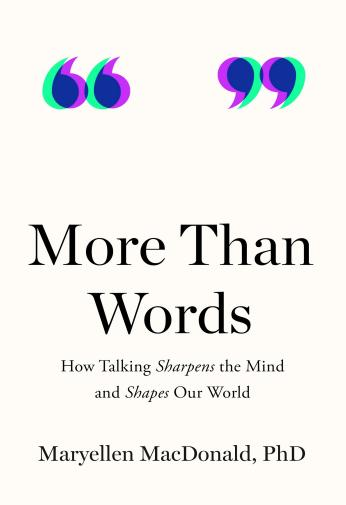 “ ”
More Than
Words
How Talking Sharpens the Mind
and Shapes Our World
Maryellen MacDonald, PhD